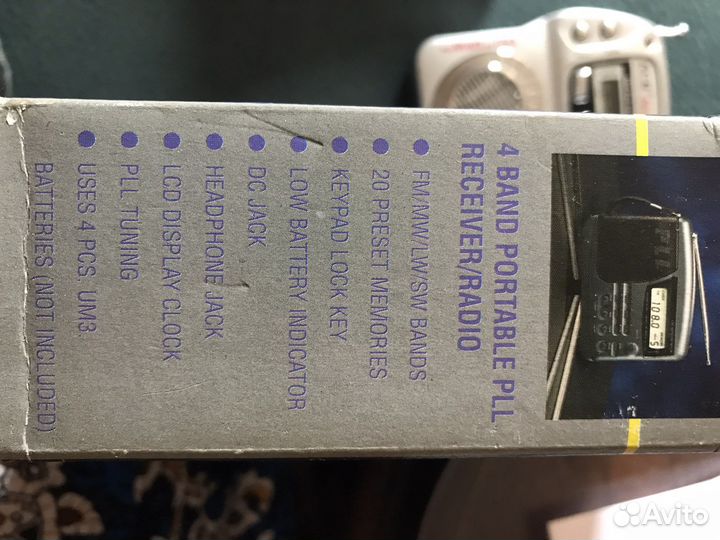 4 BAND PORTABLE PLL
RECEIVER/RADIO
● FM/MW/LW/SW BANDS
● 20 PRESET MEMORIES
● KEYPAD LOCK KEY
● LOW BATTERY INDICATOR
● DC JACK
● HEADPHONE JACK
● LCD DISPLAY CLOCK
● PLL TUNING
● USES 4 PCS. UM3.
BATTERIES (NOT INCLUDED)
108.0
Avito